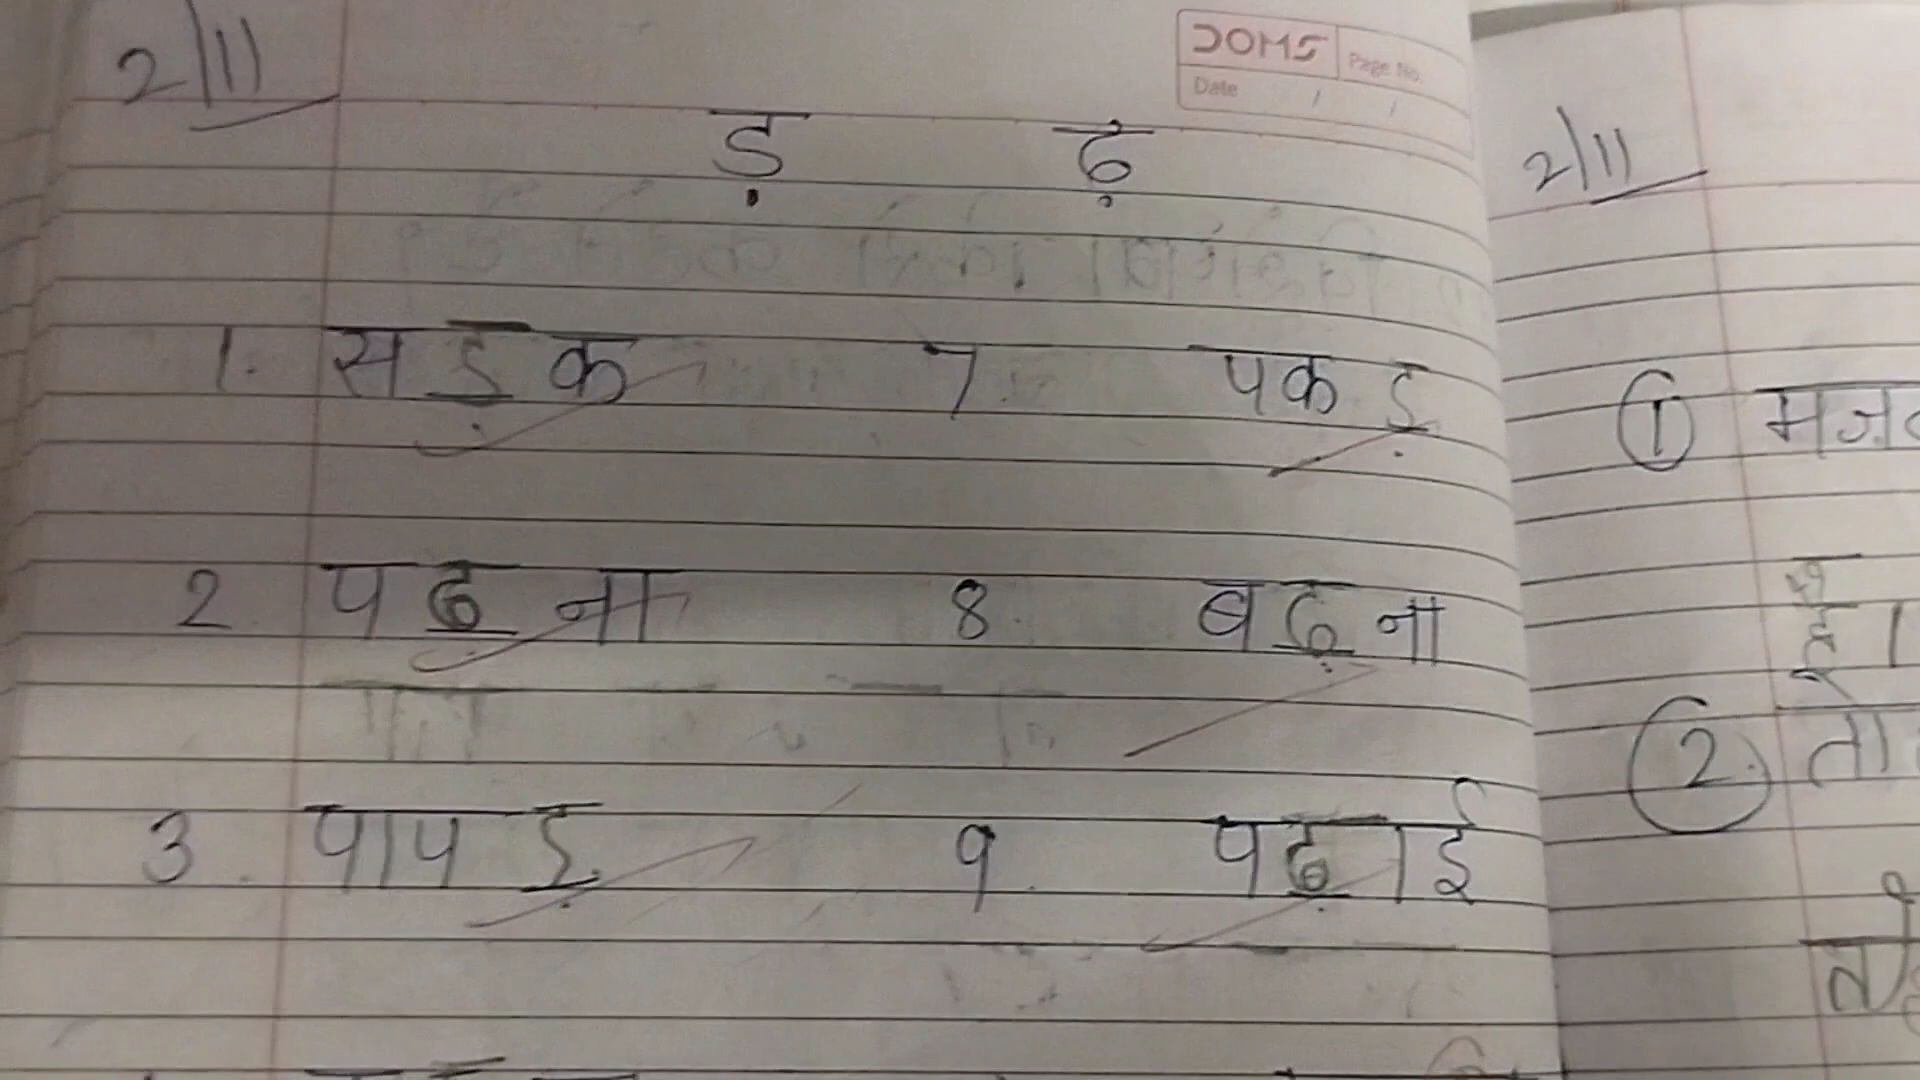 2/11
DOMS Page No.
Date / /
ड़ ढ़
1. सड़क 7 पकड़
2 पढना 8. बढ़ना
3. पापड़ 9. पढ़ाई
2/11
①
है।
②